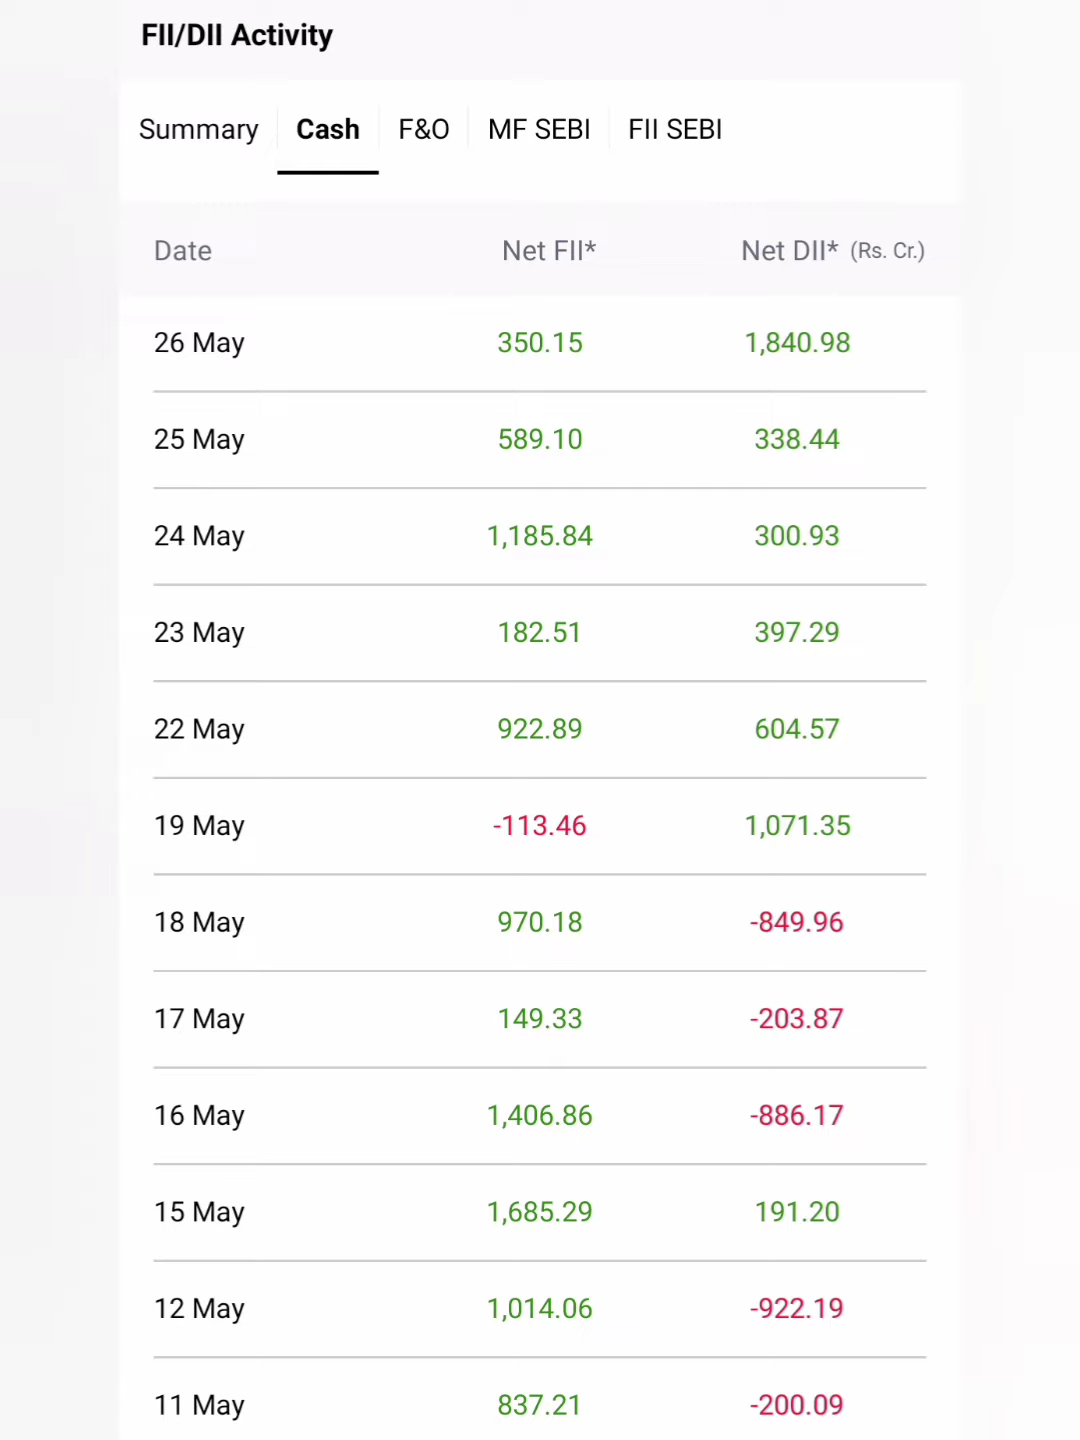 FII/DII Activity
Summary Cash F&O MF SEBI FII SEBI
Date Net FII* Net DII* (Rs. Cr.)
26 May 350.15 1,840.98
25 May 589.10 338.44
24 May 1,185.84 300.93
23 May 182.51 397.29
22 May 922.89 604.57
19 May -113.46 1,071.35
18 May 970.18 -849.96
17 May 149.33 -203.87
16 May 1,406.86 -886.17
15 May 1,685.29 191.20
12 May 1,014.06 -922.19
11 May 837.21 -200.09